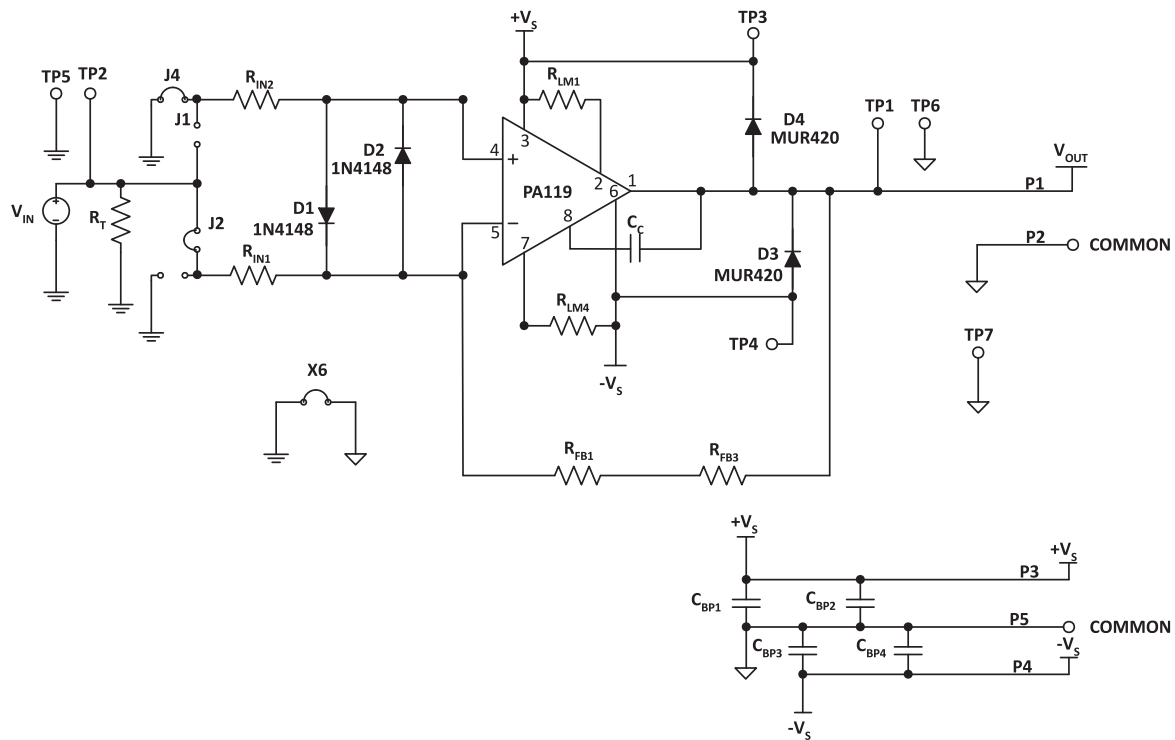 +VS
TP3
TP5
TP2
J4
RIN2
RLM1
J1
D4
MUR420
TP1
TP6
D2
1N4148
4
+
3
PA119
2
1
6
VOUT
P1
VIN
+
−
RT
J2
D1
1N4148
−
5
7
8
CC
D3
MUR420
P2
COMMON
RIN1
RLM4
TP4
-VS
TP7
X6
RFB1
RFB3
+VS
+VS
P3
CBP1
CBP2
P5
COMMON
CBP3
CBP4
-VS
P4
-VS